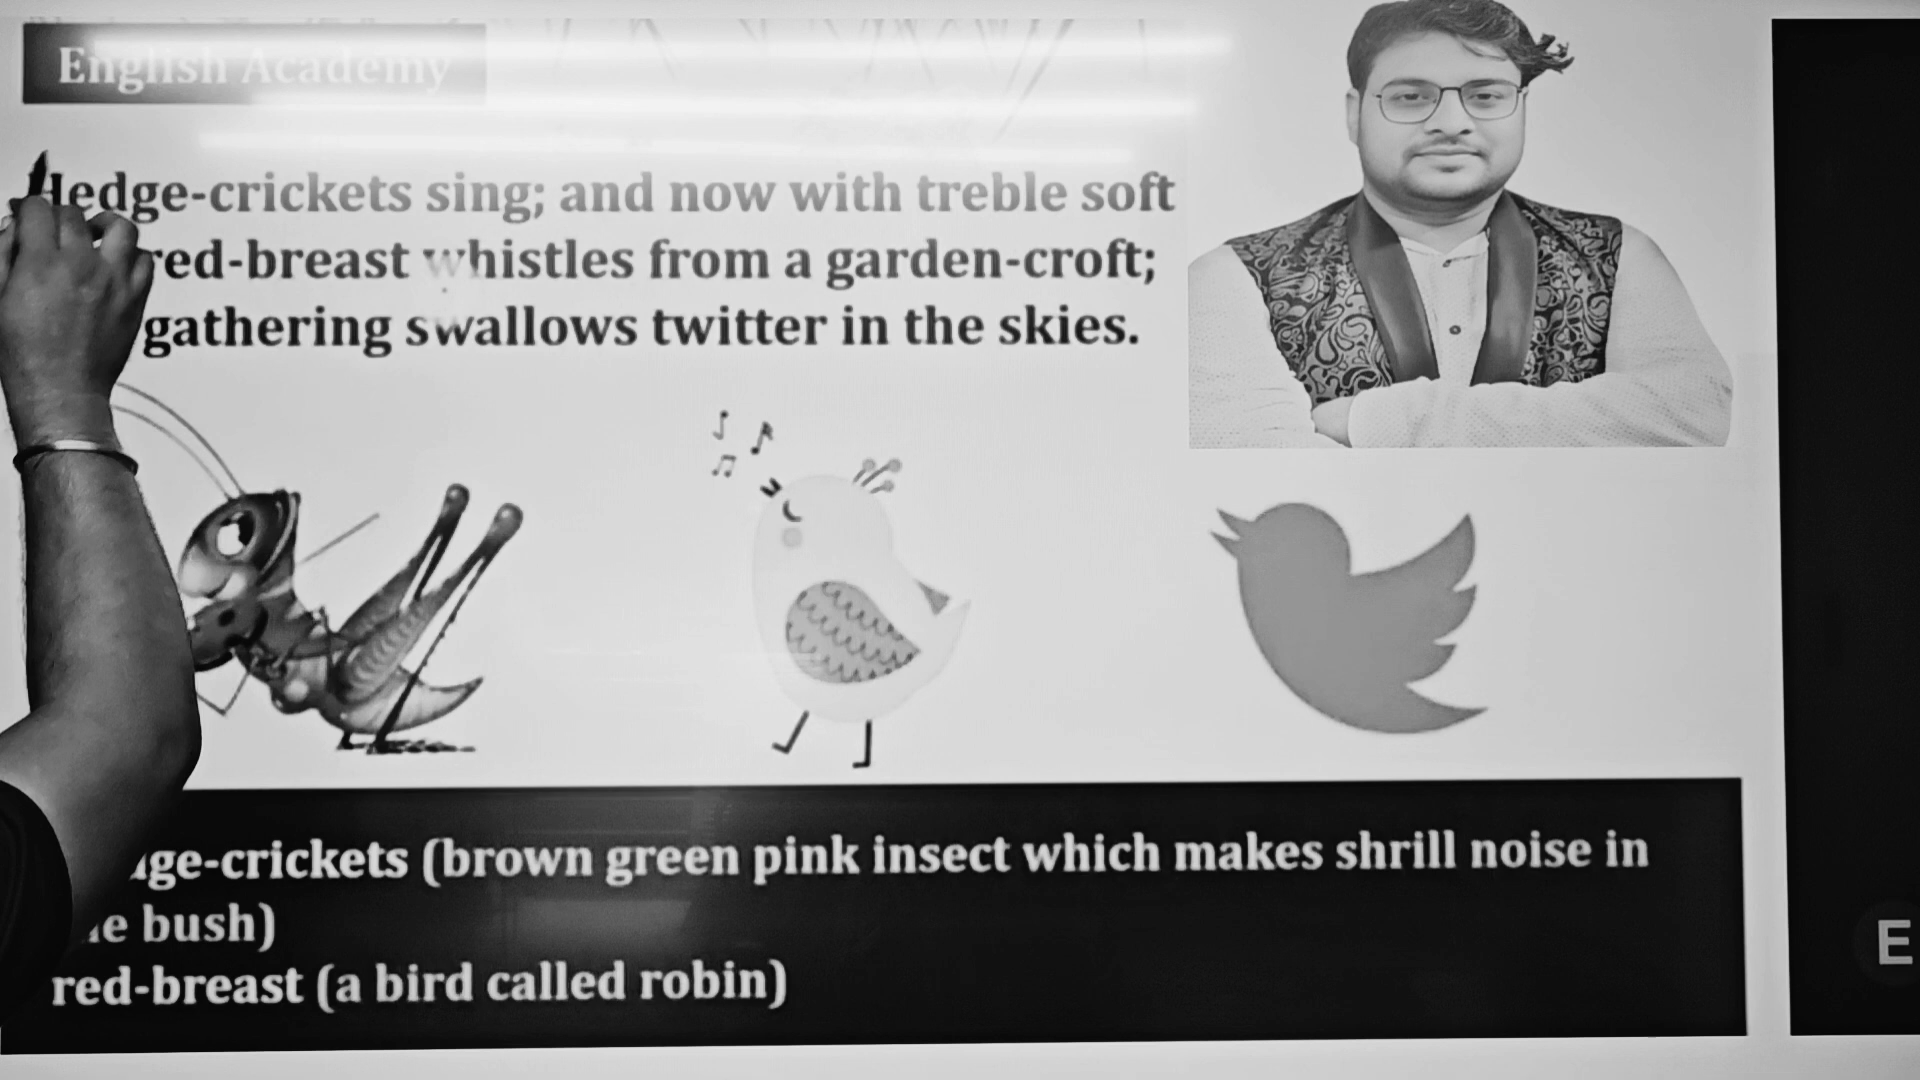 English Academy
Hedge-crickets sing; and now with treble soft
red-breast whistles from a garden-croft;
gathering swallows twitter in the skies.
ge-crickets (brown green pink insect which makes shrill noise in
bush)
red-breast (a bird called robin)
E